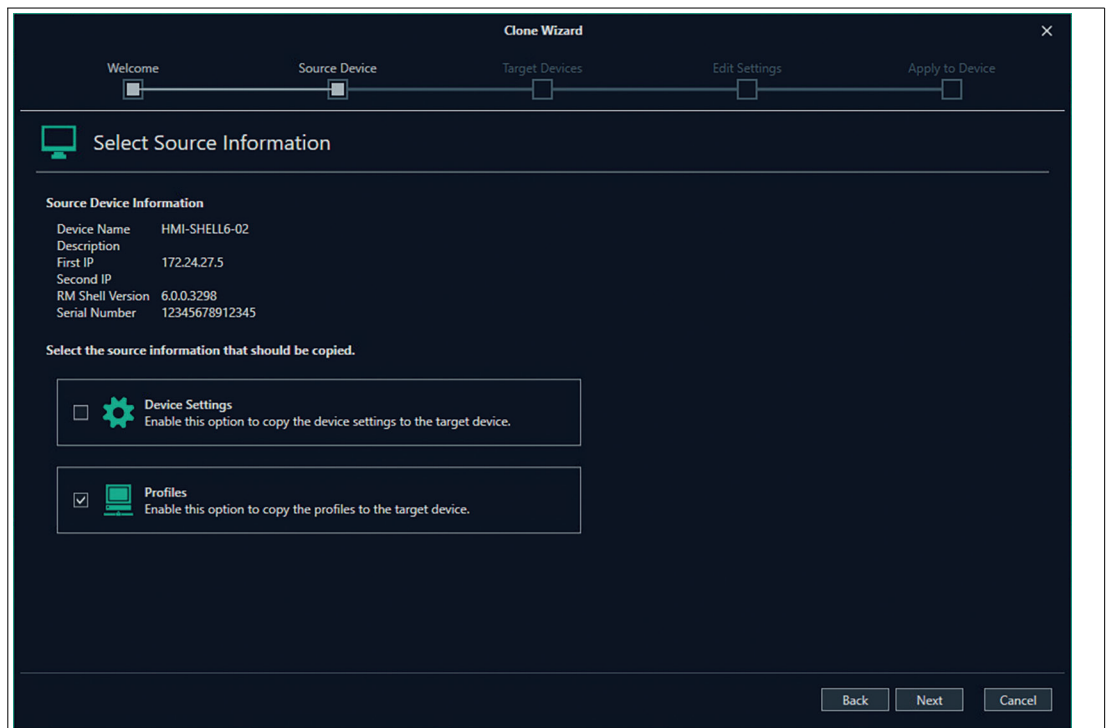 Clone Wizard
Welcome
Source Device
Target Devices
Edit Settings
Apply to Device
Select Source Information
Source Device Information
Device Name HMI-SHELL6-02
Description
First IP 172.24.27.5
Second IP
RM Shell Version 6.0.0.3298
Serial Number 12345678912345
Select the source information that should be copied.
Device Settings
Enable this option to copy the device settings to the target device.
Profiles
Enable this option to copy the profiles to the target device.
Back
Next
Cancel